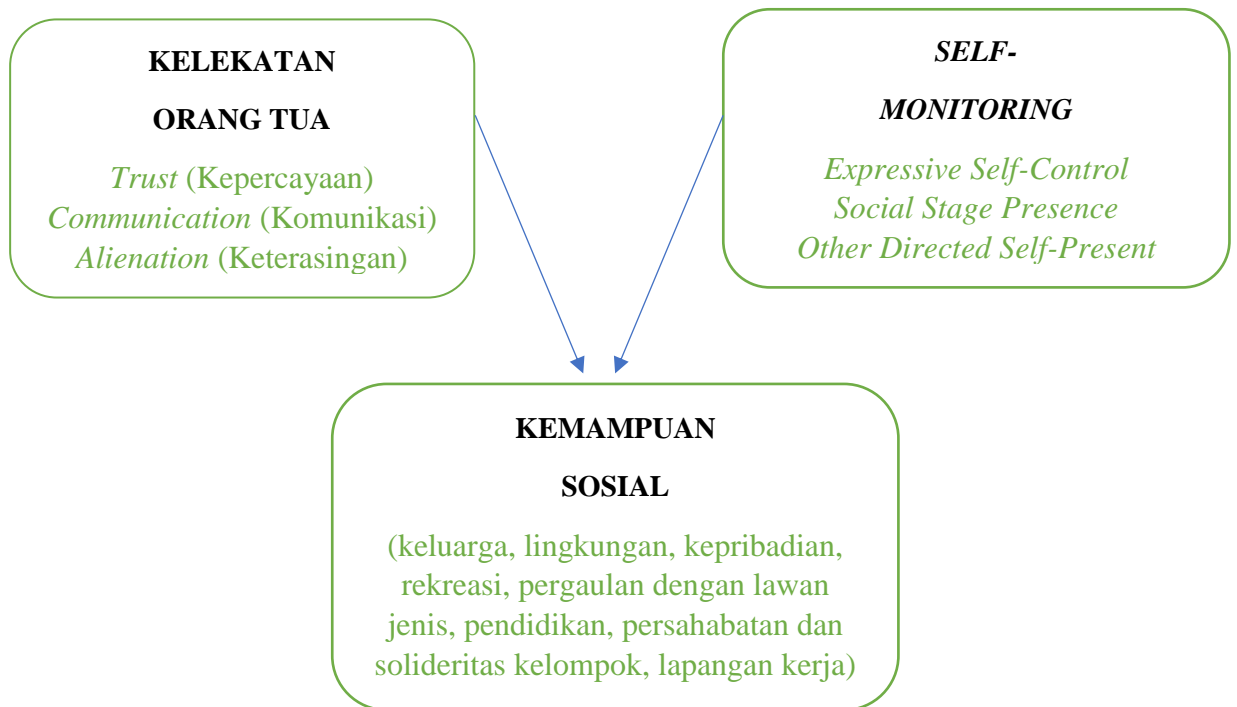 KELEKATAN
ORANG TUA
Trust (Kepercayaan)
Communication (Komunikasi)
Alienation (Keterasingan)
SELF-
MONITORING
Expressive Self-Control
Social Stage Presence
Other Directed Self-Present
KEMAMPUAN
SOSIAL
(keluarga, lingkungan, kepribadian,
rekreasi, pergaulan dengan lawan
jenis, pendidikan, persahabatan dan
solideritas kelompok, lapangan kerja)